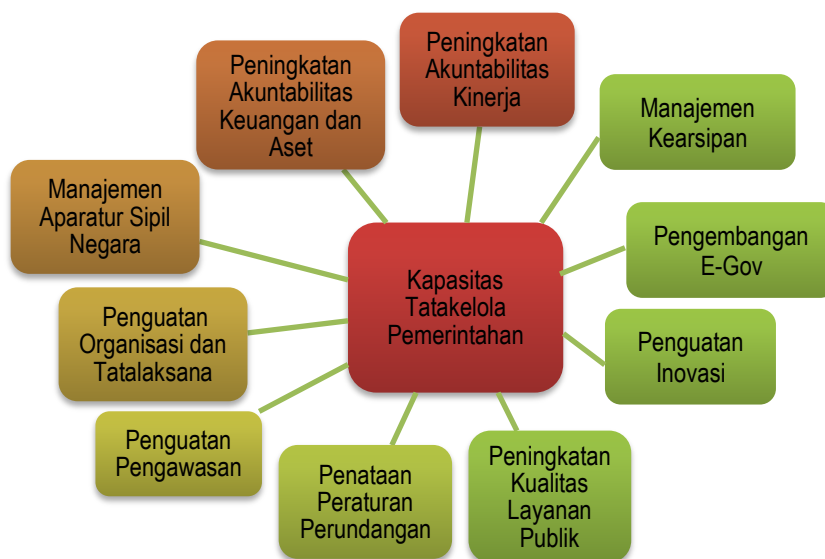 Peningkatan
Akuntabilitas
Kinerja
Manajemen
Kearsipan
Pengembangan
E-Gov
Penguatan
Inovasi
Peningkatan
Kualitas
Layanan
Publik
Penataan
Peraturan
Perundangan
Penguatan
Pengawasan
Penguatan
Organisasi dan
Tatalaksana
Manajemen
Aparatur Sipil
Negara
Peningkatan
Akuntabilitas
Keuangan dan
Aset
Kapasitas
Tatakelola
Pemerintahan